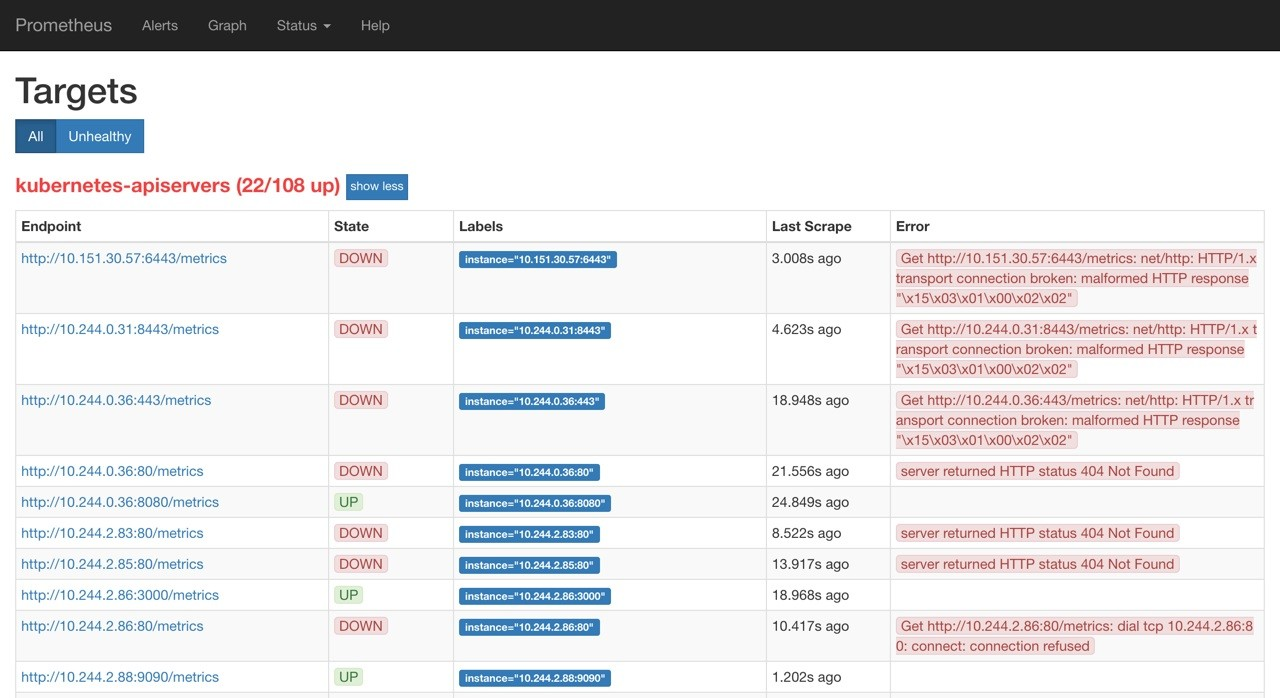 Prometheus Alerts Graph Status Help
Targets
All Unhealthy
kubernetes-apiservers (22/108 up) show less
Endpoint State Labels Last Scrape Error
http://10.151.30.57:6443/metrics DOWN instance="10.151.30.57:6443" 3.008s ago Get http://10.151.30.57:6443/metrics: net/http: HTTP/1.x
transport connection broken: malformed HTTP response
"\x15\x03\x01\x00\x02\x02"
http://10.244.0.31:8443/metrics DOWN instance="10.244.0.31:8443" 4.623s ago Get http://10.244.0.31:8443/metrics: net/http: HTTP/1.x t
ransport connection broken: malformed HTTP response
"\x15\x03\x01\x00\x02\x02"
http://10.244.0.36:443/metrics DOWN instance="10.244.0.36:443" 18.948s ago Get http://10.244.0.36:443/metrics: net/http: HTTP/1.x tr
ansport connection broken: malformed HTTP response
"\x15\x03\x01\x00\x02\x02"
http://10.244.0.36:80/metrics DOWN instance="10.244.0.36:80" 21.556s ago server returned HTTP status 404 Not Found
http://10.244.0.36:8080/metrics UP instance="10.244.0.36:8080" 24.849s ago
http://10.244.2.83:80/metrics DOWN instance="10.244.2.83:80" 8.522s ago server returned HTTP status 404 Not Found
http://10.244.2.85:80/metrics DOWN instance="10.244.2.85:80" 13.917s ago server returned HTTP status 404 Not Found
http://10.244.2.86:3000/metrics UP instance="10.244.2.86:3000" 18.968s ago
http://10.244.2.86:80/metrics DOWN instance="10.244.2.86:80" 10.417s ago Get http://10.244.2.86:80/metrics: dial tcp 10.244.2.86:8
0: connect: connection refused
http://10.244.2.88:9090/metrics UP instance="10.244.2.88:9090" 1.202s ago